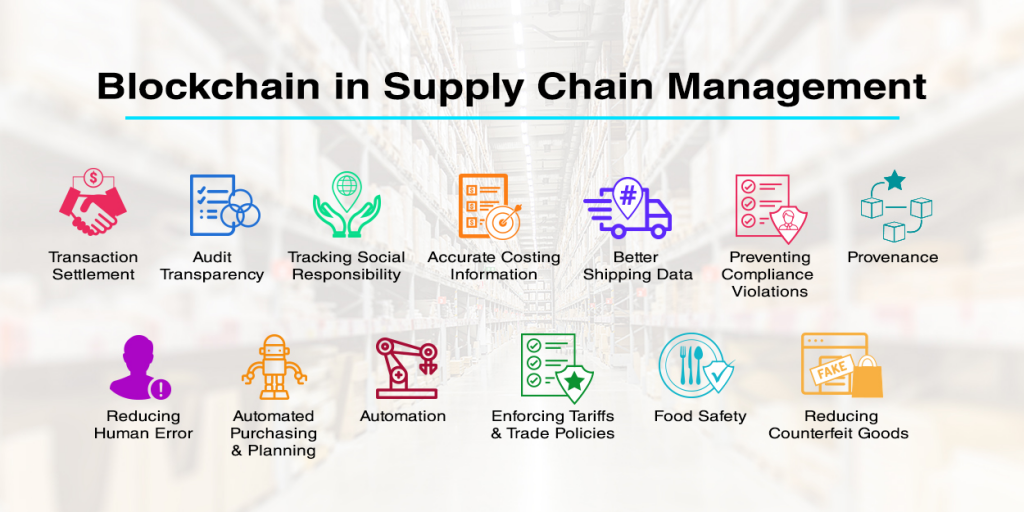 Blockchain in Supply Chain Management
$
#
Transaction
Settlement
Audit
Transparency
Tracking Social
Responsibility
Accurate Costing
Information
Better
Shipping Data
Preventing
Compliance
Violations
Provenance
!
FAKE
Reducing
Human Error
Automated
Purchasing
& Planning
Automation
Enforcing Tariffs
& Trade Policies
Food Safety
Reducing
Counterfeit Goods